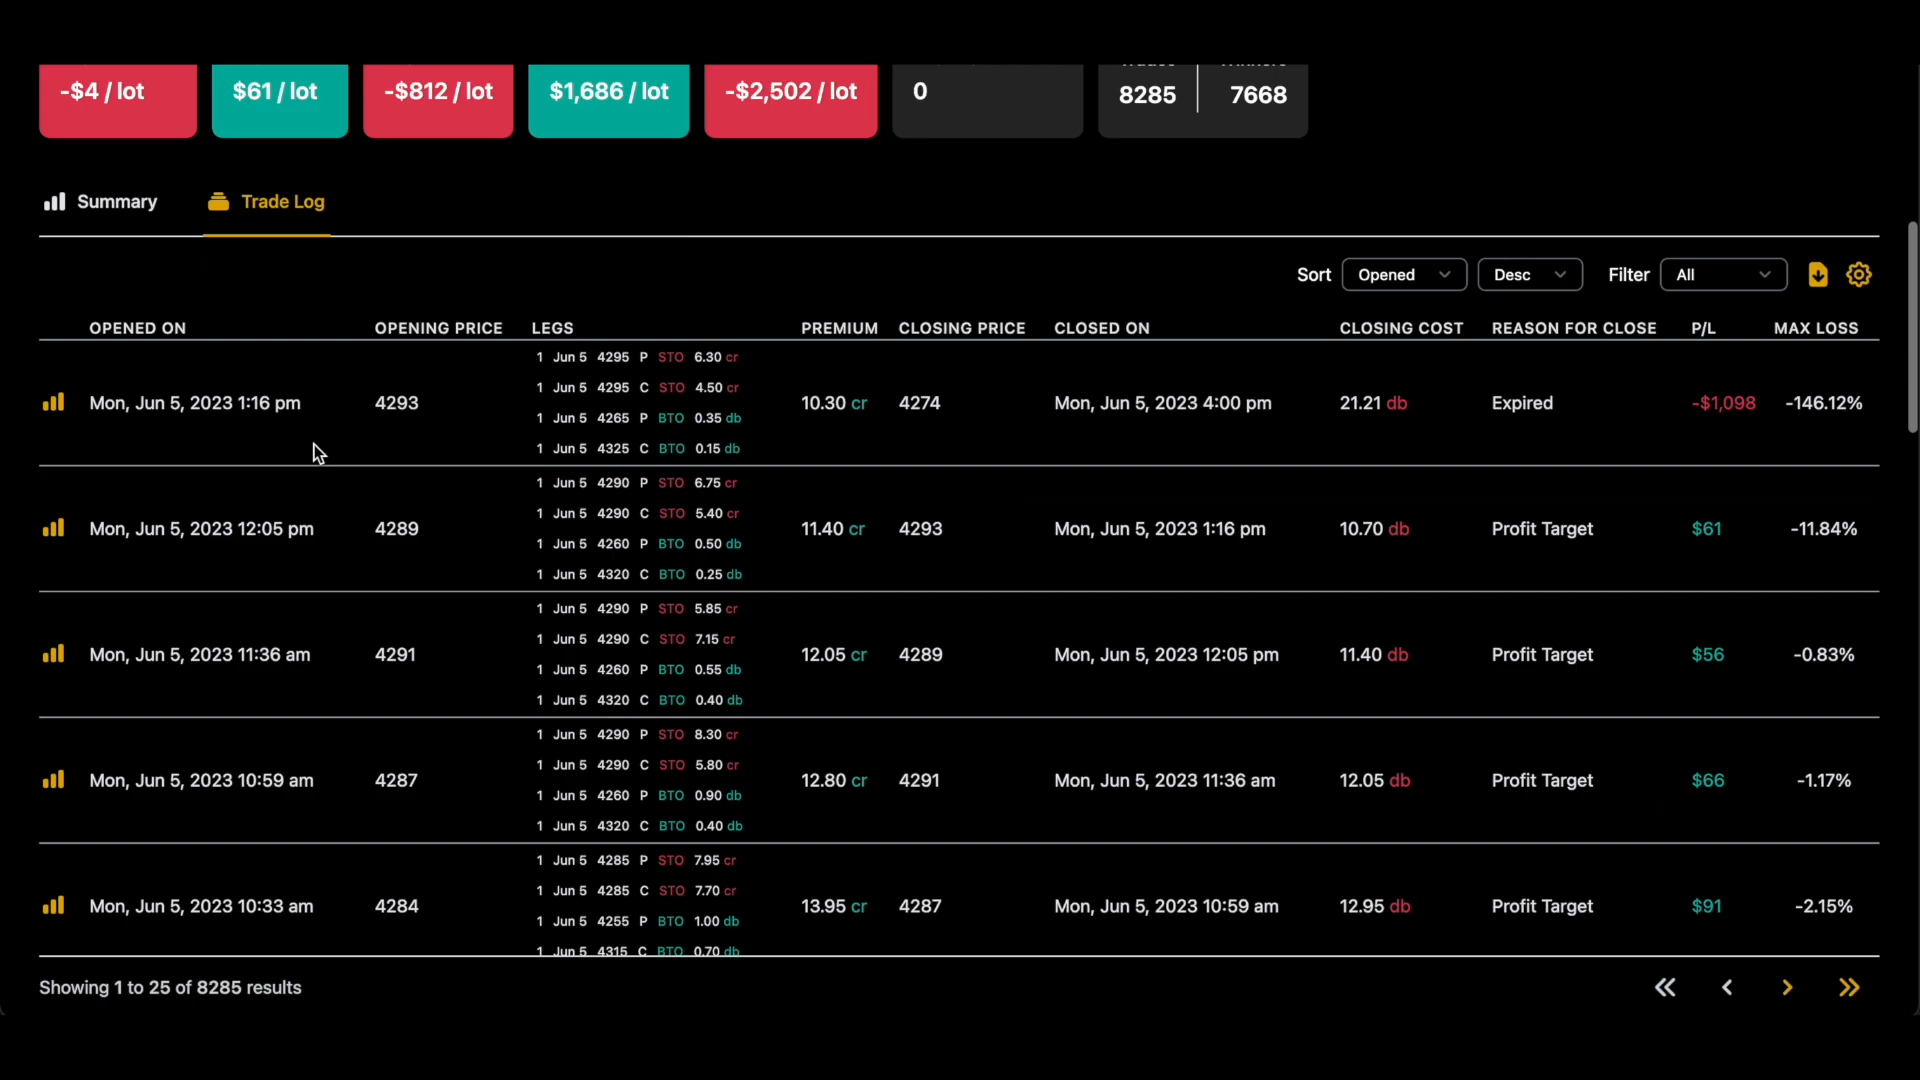 -$4 / lot $61 / lot -$812 / lot $1,686 / lot -$2,502 / lot 0 8285 7668
Summary Trade Log
Sort Opened Desc Filter All
OPENED ON OPENING PRICE LEGS PREMIUM CLOSING PRICE CLOSED ON CLOSING COST REASON FOR CLOSE P/L MAX LOSS
1 Jun 5 4295 P STO 6.30 cr
1 Jun 5 4295 C STO 4.50 cr
Mon, Jun 5, 2023 1:16 pm 4293 10.30 cr 4274 Mon, Jun 5, 2023 4:00 pm 21.21 db Expired -$1,098 -146.12%
1 Jun 5 4265 P BTO 0.35 db
1 Jun 5 4325 C BTO 0.15 db
1 Jun 5 4290 P STO 6.75 cr
1 Jun 5 4290 C STO 5.40 cr
Mon, Jun 5, 2023 12:05 pm 4289 11.40 cr 4293 Mon, Jun 5, 2023 1:16 pm 10.70 db Profit Target $61 -11.84%
1 Jun 5 4260 P BTO 0.50 db
1 Jun 5 4320 C BTO 0.25 db
1 Jun 5 4290 P STO 5.85 cr
1 Jun 5 4290 C STO 7.15 cr
Mon, Jun 5, 2023 11:36 am 4291 12.05 cr 4289 Mon, Jun 5, 2023 12:05 pm 11.40 db Profit Target $56 -0.83%
1 Jun 5 4260 P BTO 0.55 db
1 Jun 5 4320 C BTO 0.40 db
1 Jun 5 4290 P STO 8.30 cr
1 Jun 5 4290 C STO 5.80 cr
Mon, Jun 5, 2023 10:59 am 4287 12.80 cr 4291 Mon, Jun 5, 2023 11:36 am 12.05 db Profit Target $66 -1.17%
1 Jun 5 4260 P BTO 0.90 db
1 Jun 5 4320 C BTO 0.40 db
1 Jun 5 4285 P STO 7.95 cr
1 Jun 5 4285 C STO 7.70 cr
Mon, Jun 5, 2023 10:33 am 4284 13.95 cr 4287 Mon, Jun 5, 2023 10:59 am 12.95 db Profit Target $91 -2.15%
1 Jun 5 4255 P BTO 1.00 db
1 Jun 5 4315 C BTO 0.70 db
Showing 1 to 25 of 8285 results